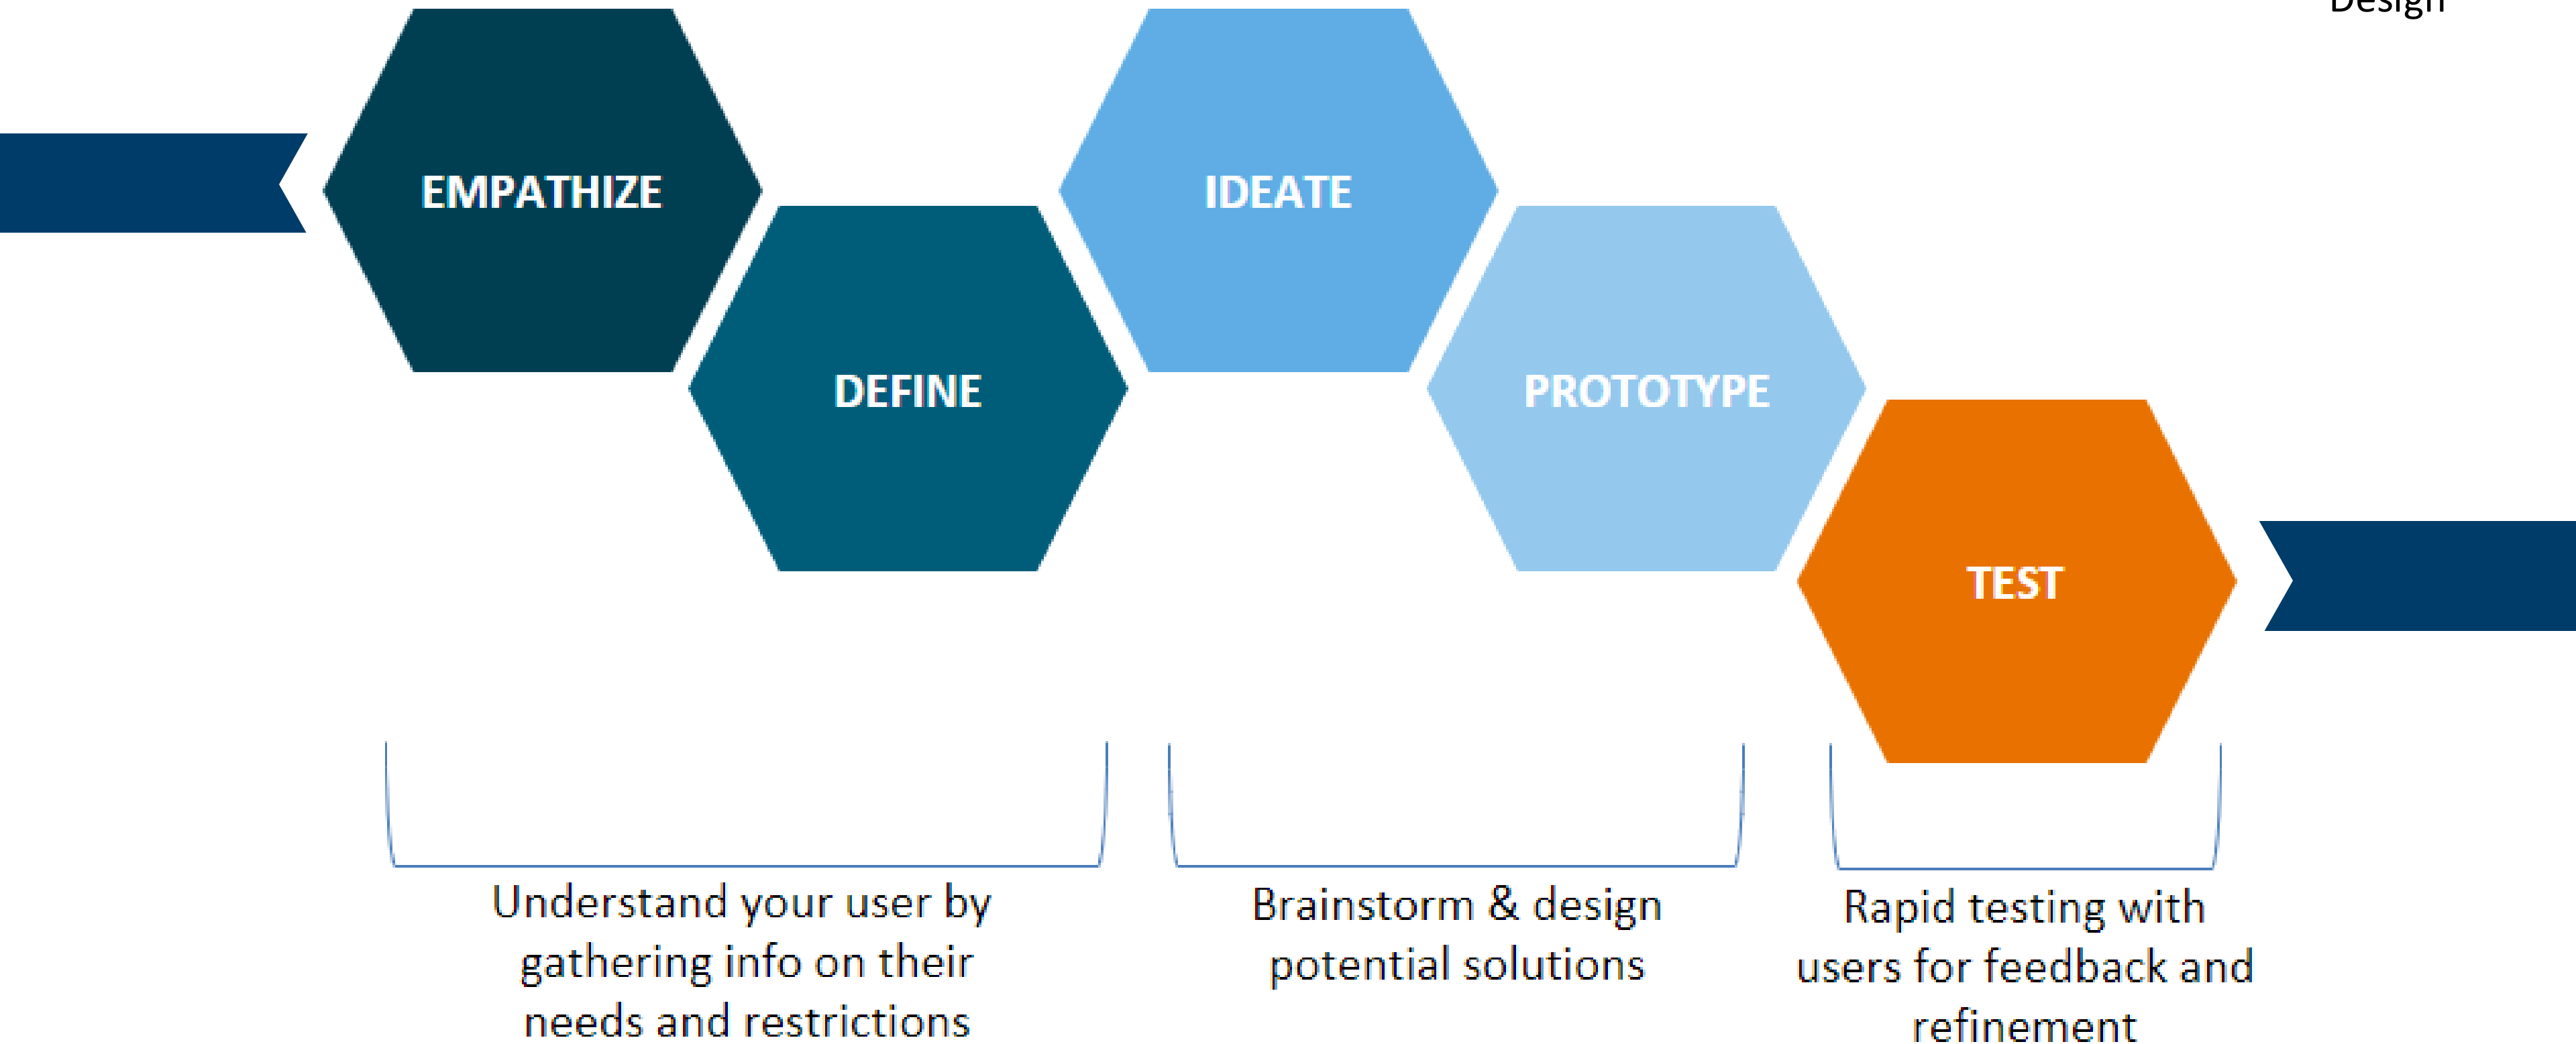 Design
EMPATHIZE
IDEATE
DEFINE
PROTOTYPE
TEST
Understand your user by
gathering info on their
needs and restrictions
Brainstorm & design
potential solutions
Rapid testing with
users for feedback and
refinement